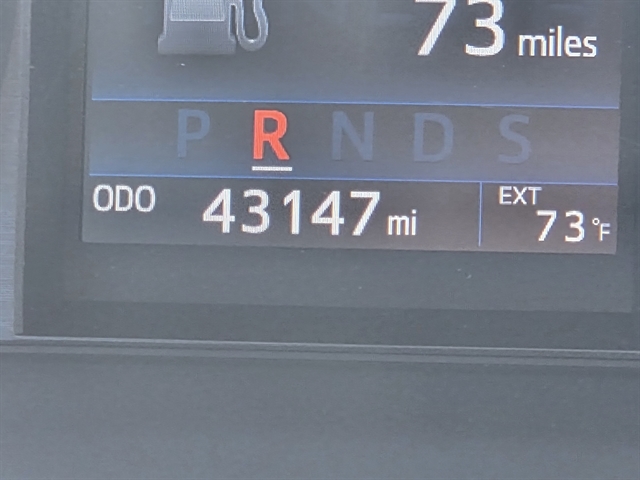 73 miles
P R N D S
ODO 43147 mi EXT
73 °F